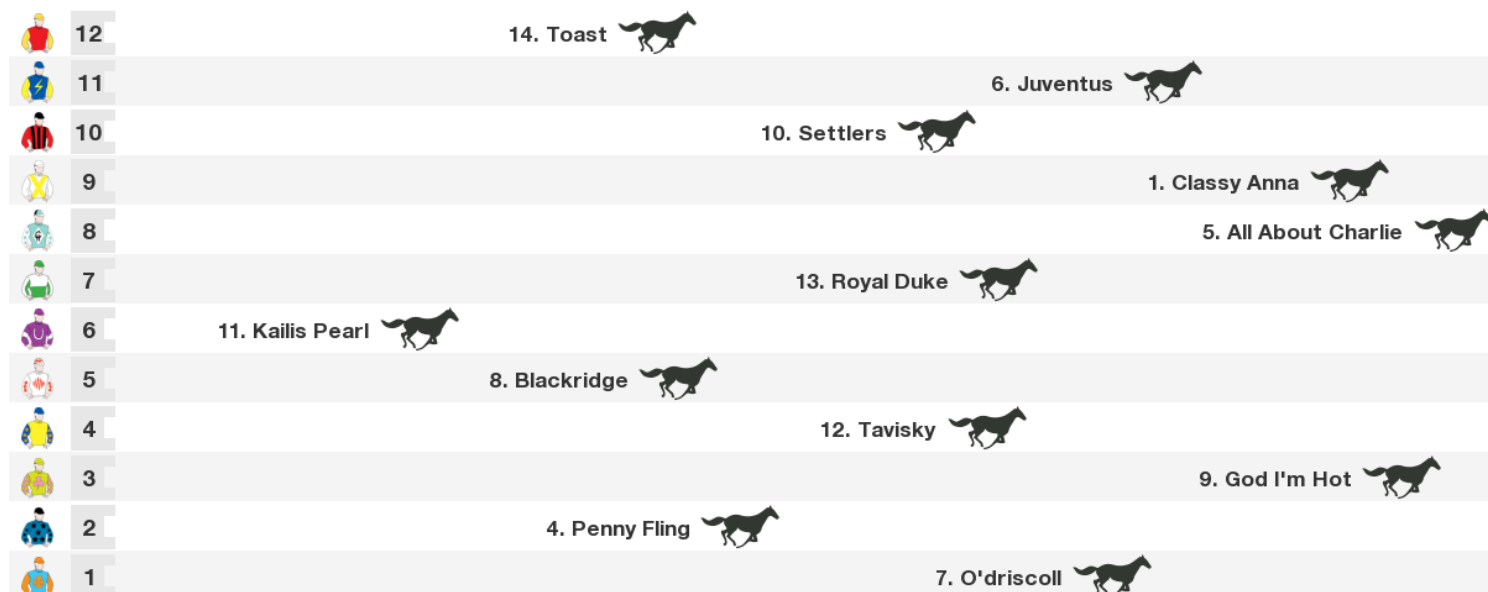 12 14. Toast
11 6. Juventus
10 10. Settlers
9 1. Classy Anna
8 5. All About Charlie
7 13. Royal Duke
6 11. Kailis Pearl
5 8. Blackridge
4 12. Tavisky
3 9. God I'm Hot
2 4. Penny Fling
1 7. O'driscoll